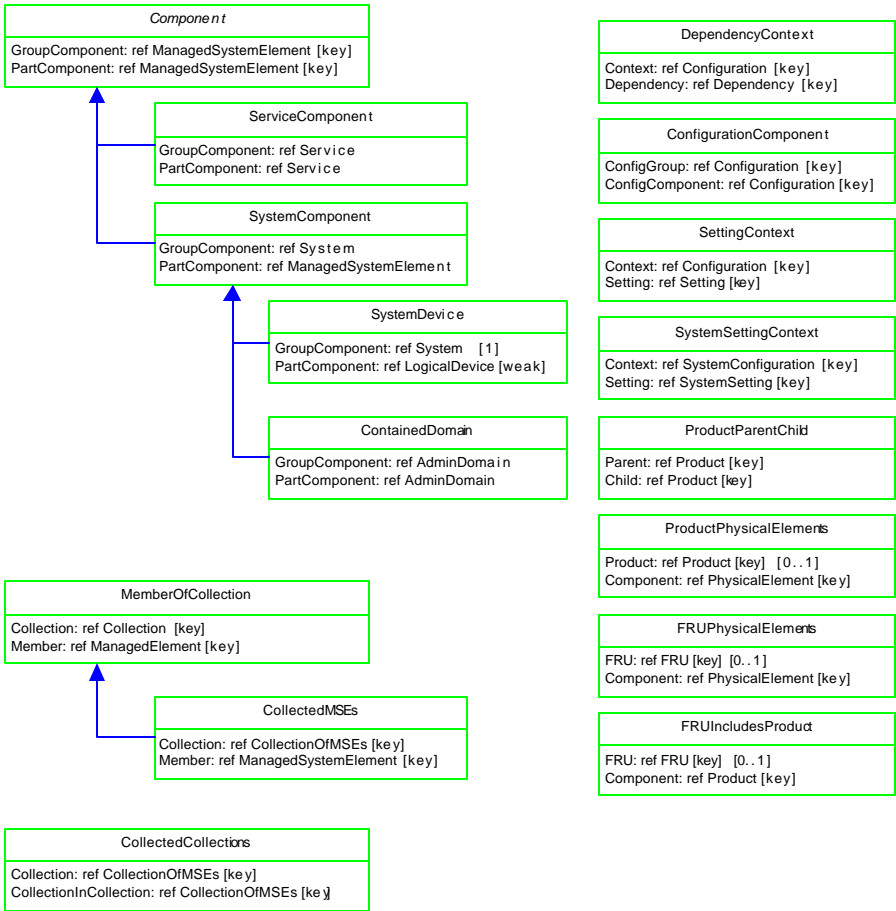 Component
GroupComponent: ref ManagedSystemElement [key]
PartComponent: ref ManagedSystemElement [key]
ServiceComponent
GroupComponent: ref Service
PartComponent: ref Service
SystemComponent
GroupComponent: ref System
PartComponent: ref ManagedSystemElement
SystemDevice
GroupComponent: ref System [1]
PartComponent: ref LogicalDevice [weak]
ContainedDomain
GroupComponent: ref AdminDomain
PartComponent: ref AdminDomain
MemberOfCollection
Collection: ref Collection [key]
Member: ref ManagedElement [key]
CollectedMSEs
Collection: ref CollectionOfMSEs [key]
Member: ref ManagedSystemElement [key]
CollectedCollections
Collection: ref CollectionOfMSEs [key]
CollectionInCollection: ref CollectionOfMSEs [key]
DependencyContext
Context: ref Configuration [key]
Dependency: ref Dependency [key]
ConfigurationComponent
ConfigGroup: ref Configuration [key]
ConfigComponent: ref Configuration [key]
SettingContext
Context: ref Configuration [key]
Setting: ref Setting [key]
SystemSettingContext
Context: ref SystemConfiguration [key]
Setting: ref SystemSetting [key]
ProductParentChild
Parent: ref Product [key]
Child: ref Product [key]
ProductPhysicalElements
Product: ref Product [key] [0..1]
Component: ref PhysicalElement [key]
FRUPhysicalElements
FRU: ref FRU [key] [0..1]
Component: ref PhysicalElement [key]
FRUIncludesProduct
FRU: ref FRU [key] [0..1]
Component: ref Product [key]